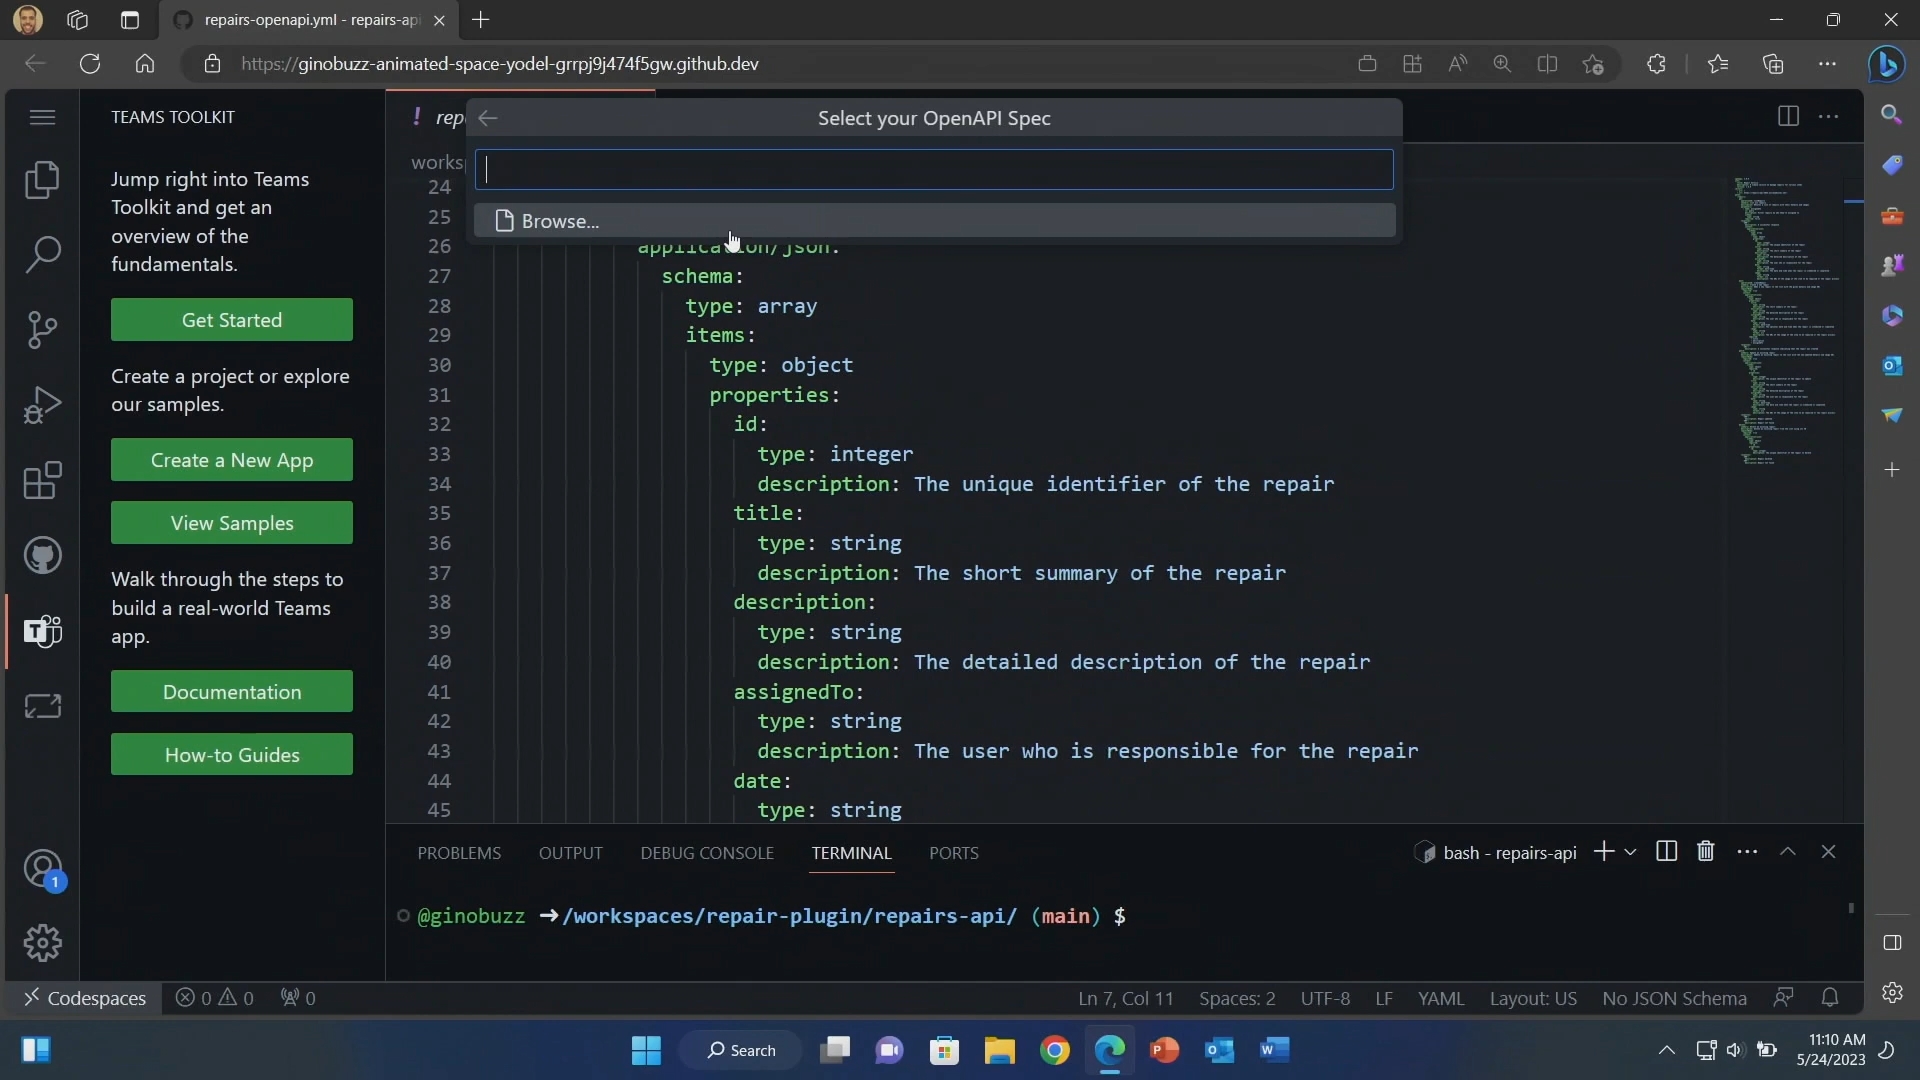 repairs-openapi.yml - repairs-api
https://ginobuzz-animated-space-yodel-grrpj9j474f5gw.github.dev
TEAMS TOOLKIT
Jump right into Teams
Toolkit and get an
overview of the
fundamentals.
Get Started
Create a project or explore
our samples.
Create a New App
View Samples
Walk through the steps to
build a real-world Teams
app.
Documentation
How-to Guides
1
! rep
works
Select your OpenAPI Spec
Browse...
24
25
26 application/json:
27 schema:
28 type: array
29 items:
30 type: object
31 properties:
32 id:
33 type: integer
34 description: The unique identifier of the repair
35 title:
36 type: string
37 description: The short summary of the repair
38 description:
39 type: string
40 description: The detailed description of the repair
41 assignedTo:
42 type: string
43 description: The user who is responsible for the repair
44 date:
45 type: string
PROBLEMS OUTPUT DEBUG CONSOLE TERMINAL PORTS
bash - repairs-api
@ginobuzz ➜/workspaces/repair-plugin/repairs-api/ (main) $
Codespaces 0 0 0
Ln 7, Col 11 Spaces: 2 UTF-8 LF YAML Layout: US No JSON Schema
Search
11:10 AM
5/24/2023